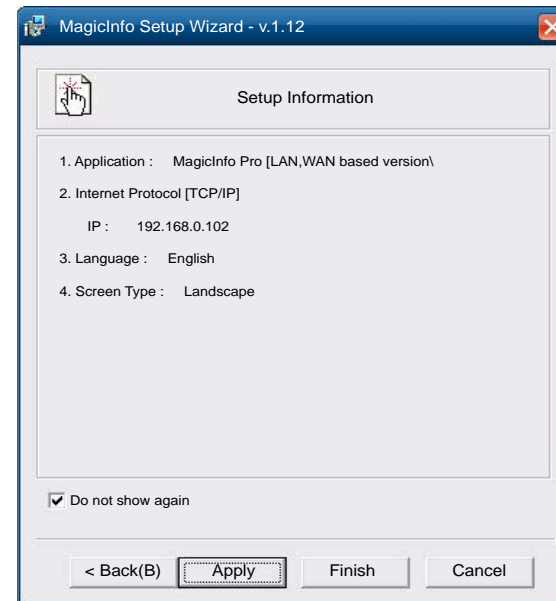 MagicInfo Setup Wizard - v.1.12
Setup Information
1. Application : MagicInfo Pro [LAN,WAN based version\
2. Internet Protocol [TCP/IP]
IP : 192.168.0.102
3. Language : English
4. Screen Type : Landscape
Do not show again
< Back(B) Apply Finish Cancel